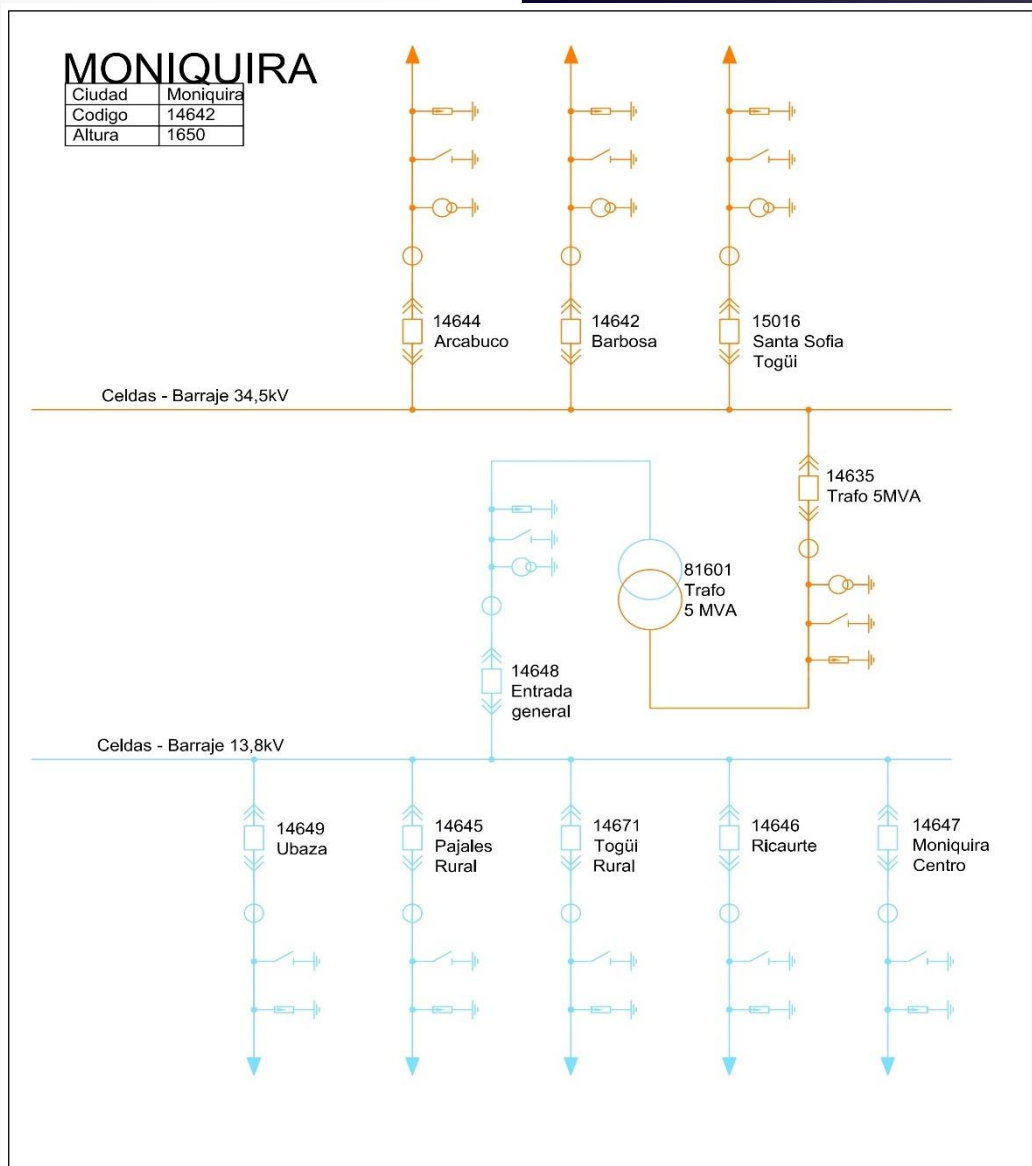 MONIQUIRA
Ciudad Moniquira
Codigo 14642
Altura 1650
14644
Arcabuco
14642
Barbosa
15016
Santa Sofia
Togüi
Celdas - Barraje 34,5kV
14635
Trafo 5MVA
81601
Trafo
5 MVA
14648
Entrada
general
Celdas - Barraje 13,8kV
14649
Ubaza
14645
Pajales
Rural
14671
Togüi
Rural
14646
Ricaurte
14647
Moniquira
Centro